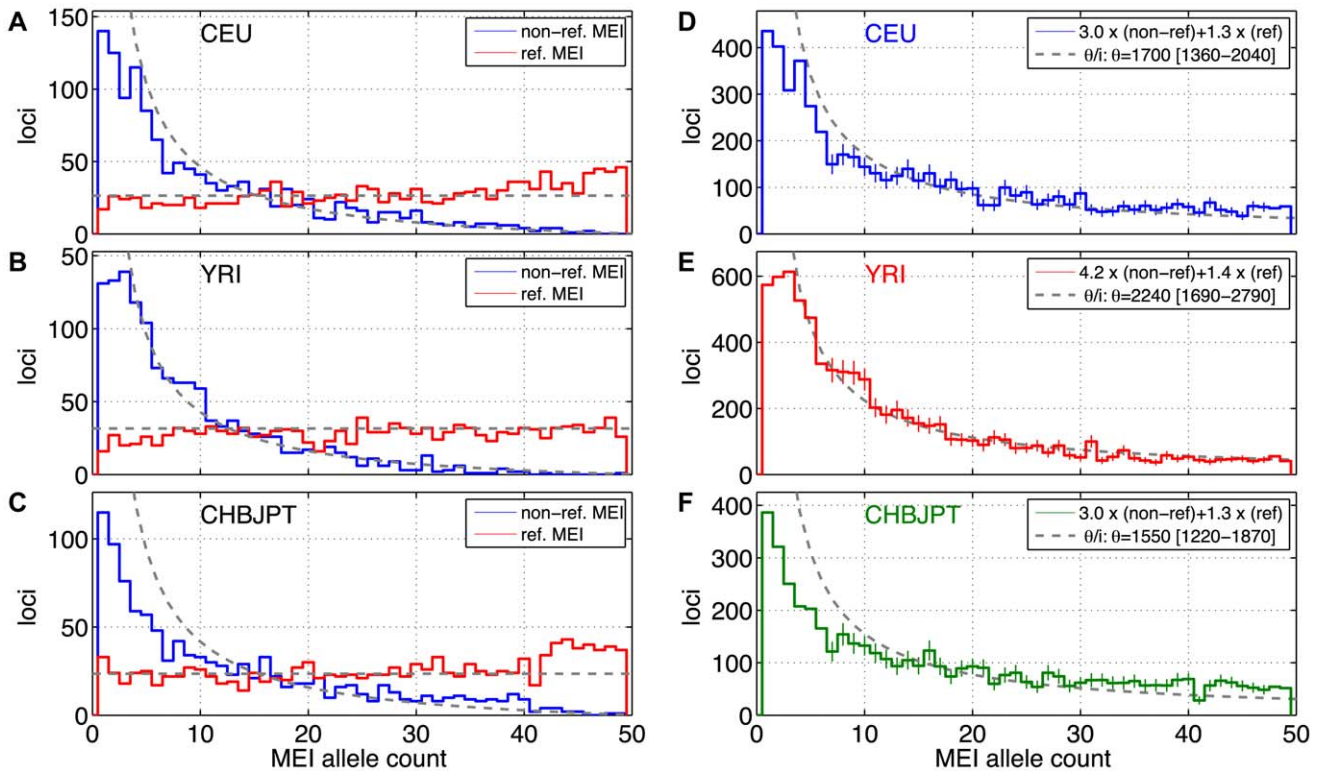 A
CEU
non-ref. MEI
ref. MEI
150
100
50
0
loci
B
YRI
non-ref. MEI
ref. MEI
50
100
50
0
loci
C
CHBJPT
non-ref. MEI
ref. MEI
100
50
0
loci
0 10 20 30 40 50
MEI allele count
D
CEU
3.0 x (non-ref)+1.3 x (ref)
θ/i: θ=1700 [1360-2040]
400
300
200
100
0
loci
E
YRI
4.2 x (non-ref)+1.4 x (ref)
θ/i: θ=2240 [1690-2790]
600
400
200
0
loci
F
CHBJPT
3.0 x (non-ref)+1.3 x (ref)
θ/i: θ=1550 [1220-1870]
400
300
200
100
0
loci
0 10 20 30 40 50
MEI allele count